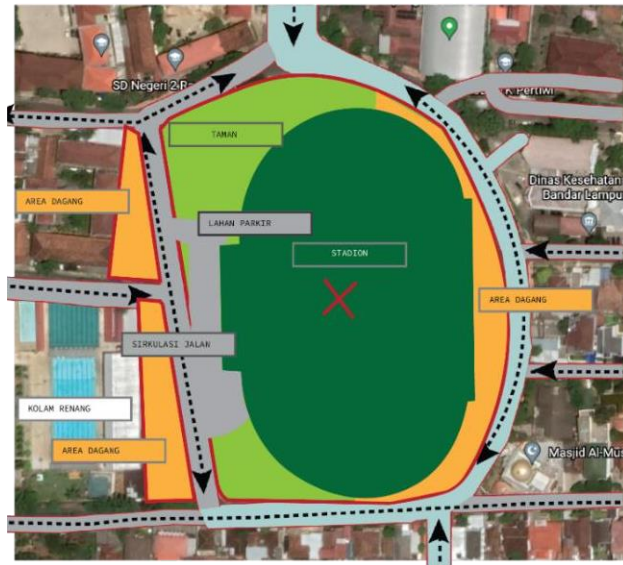 SD Negeri 2
K Pertiwi
TAMAN
Dinas Kesehatan
Bandar Lampu
AREA DAGANG
LAHAN PARKIR
STADION
AREA DAGANG
SIRKULASI JALAN
KOLAM RENANG
AREA DAGANG
Masjid Al-Mus